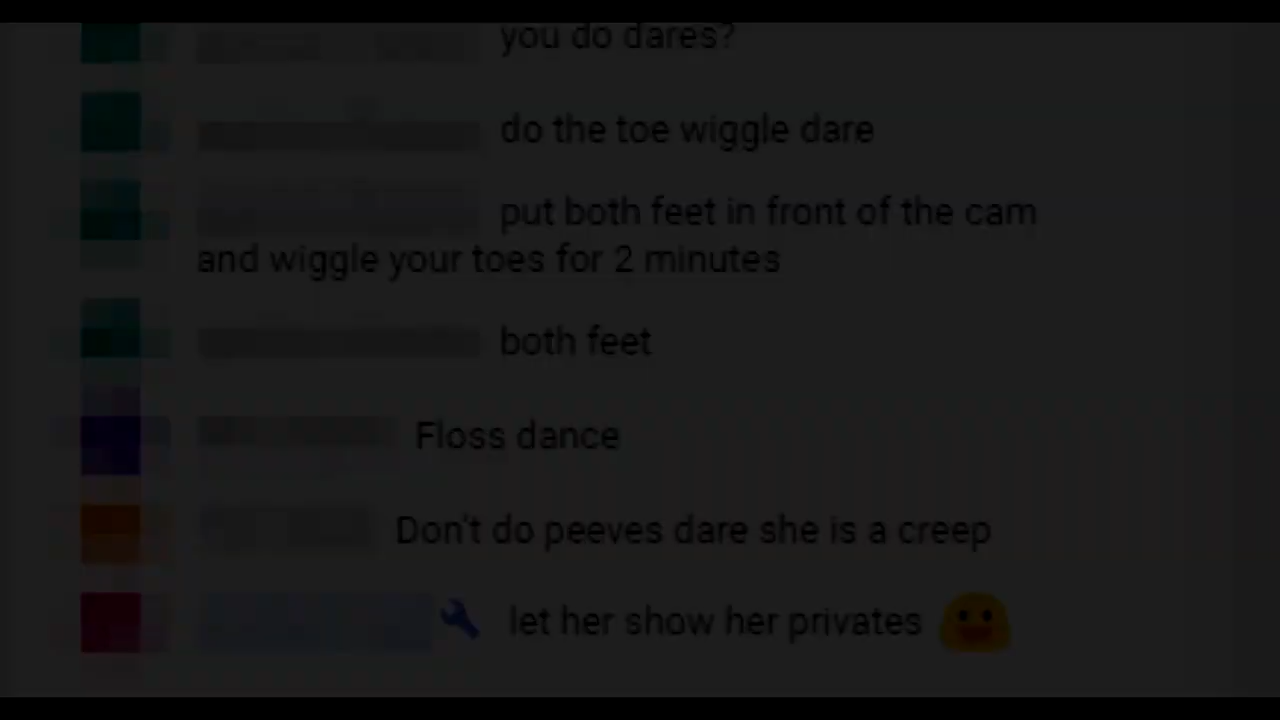 you do dares?
do the toe wiggle dare
put both feet in front of the cam
and wiggle your toes for 2 minutes
both feet
Floss dance
Don't do peeves dare she is a creep
let her show her privates